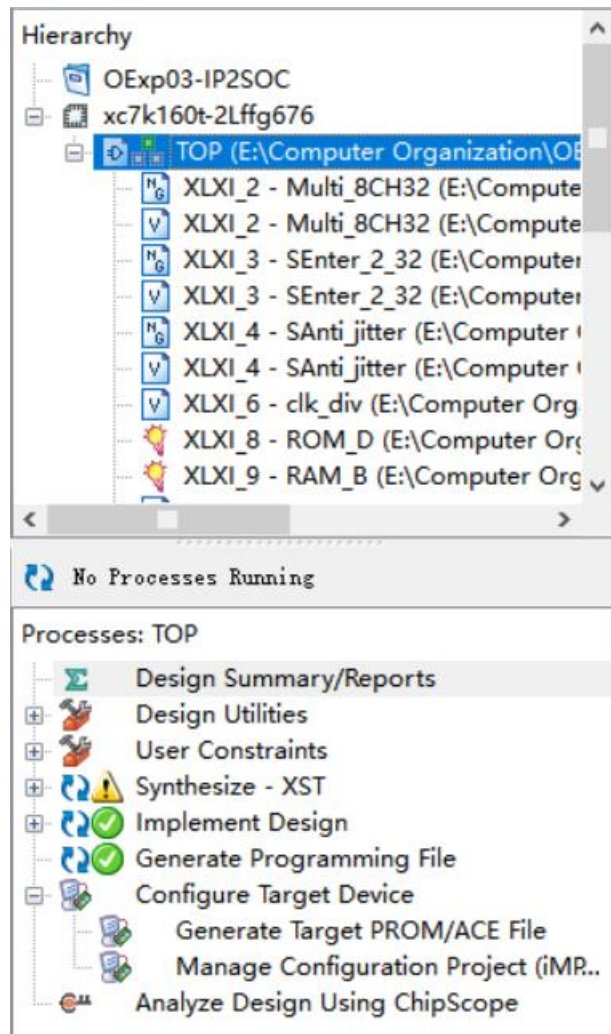 Hierarchy
OExp03-IP2SOC
xc7k160t-2Lffg676
TOP (E:\Computer Organization\OE
XLXI_2 - Multi_8CH32 (E:\Compute
XLXI_2 - Multi_8CH32 (E:\Compute
XLXI_3 - SEnter_2_32 (E:\Computer
XLXI_3 - SEnter_2_32 (E:\Computer
XLXI_4 - SAnti_jitter (E:\Computer
XLXI_4 - SAnti_jitter (E:\Computer
XLXI_6 - clk_div (E:\Computer Org
XLXI_8 - ROM_D (E:\Computer Org
XLXI_9 - RAM_B (E:\Computer Org
No Processes Running
Processes: TOP
Design Summary/Reports
Design Utilities
User Constraints
Synthesize - XST
Implement Design
Generate Programming File
Configure Target Device
Generate Target PROM/ACE File
Manage Configuration Project (iMP...
Analyze Design Using ChipScope